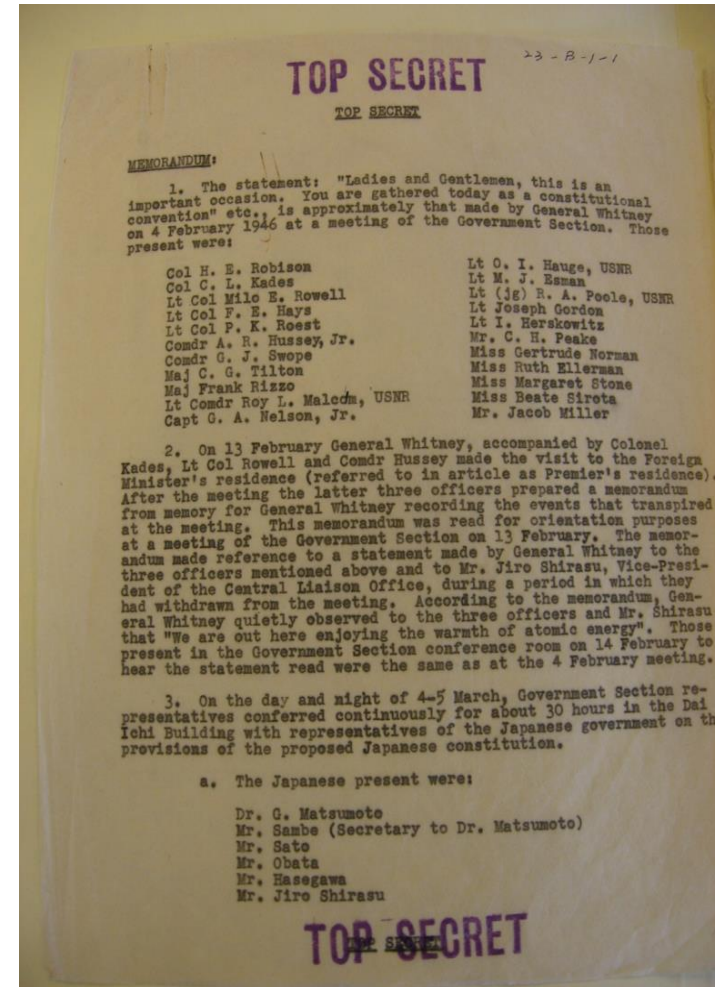 TOP SECRET
23-B-1-1
TOP SECRET
MEMORANDUM:
1. The statement: "Ladies and Gentlemen, this is an
important occasion. You are gathered today as a constitutional
convention" etc., is approximately that made by General Whitney
on 4 February 1946 at a meeting of the Government Section. Those
present were:
Col H. E. Robison
Col C. L. Kades
Lt Col Milo E. Rowell
Lt Col F. E. Hays
Lt Col P. K. Roest
Comdr A. R. Hussey, Jr.
Comdr G. J. Swope
Maj C. G. Tilton
Maj Frank Rizzo
Lt Comdr Roy L. Malcom, USNR
Capt G. A. Nelson, Jr.
Lt O. I. Hauge, USNR
Lt M. J. Esman
Lt (jg) R. A. Poole, USNR
Lt Joseph Gordon
Lt I. Herskowitz
Mr. C. H. Peake
Miss Gertrude Norman
Miss Ruth Ellerman
Miss Margaret Stone
Miss Beate Sirota
Mr. Jacob Miller
2. On 13 February General Whitney, accompanied by Colonel
Kades, Lt Col Rowell and Comdr Hussey made the visit to the Foreign
Minister's residence (referred to in article as Premier's residence).
After the meeting the latter three officers prepared a memorandum
from memory for General Whitney recording the events that transpired
at the meeting. This memorandum was read for orientation purposes
at a meeting of the Government Section on 13 February. The memor-
andum made reference to a statement made by General Whitney to the
three officers mentioned above and to Mr. Jiro Shirasu, Vice-Presi-
dent of the Central Liaison Office, during a period in which they
had withdrawn from the meeting. According to the memorandum, Gen-
eral Whitney quietly observed to the three officers and Mr. Shirasu
that "We are out here enjoying the warmth of atomic energy". Those
present in the Government Section conference room on 14 February to
hear the statement read were the same as at the 4 February meeting.
3. On the day and night of 4-5 March, Government Section re-
presentatives conferred continuously for about 30 hours in the Dai
Ichi Building with representatives of the Japanese government on th
provisions of the proposed Japanese constitution.
a. The Japanese present were:
Dr. G. Matsumoto
Mr. Sambe (Secretary to Dr. Matsumoto)
Mr. Sato
Mr. Obata
Mr. Hasegawa
Mr. Jiro Shirasu
TOP SECRET
TOP SECRET